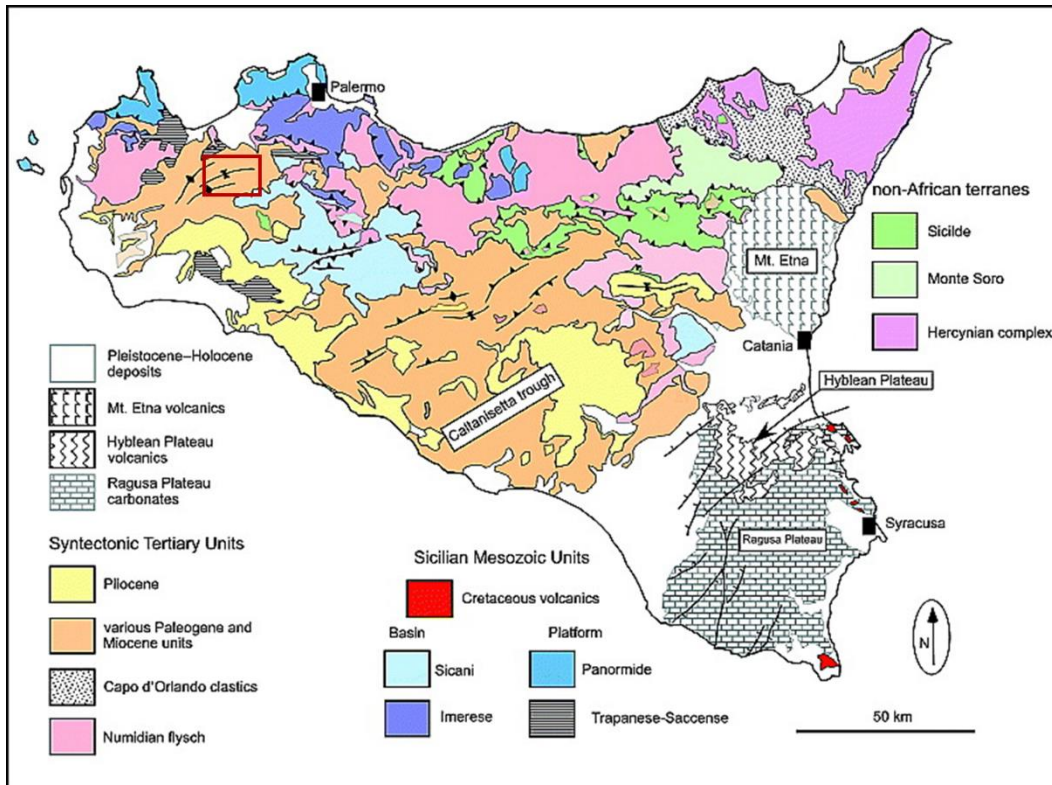 Palermo
non-African terranes
Sicilde
Mt. Etna
Monte Soro
Hercynian complex
Catania
Hyblean Plateau
Pleistocene–Holocene
deposits
Mt. Etna volcanics
Hyblean Plateau
volcanics
Ragusa Plateau
carbonates
Caltanisetta trough
Syracusa
Ragusa Plateau
Syntectonic Tertiary Units
Pliocene
various Paleogene and
Miocene units
Capo d'Orlando clastics
Numidian flysch
Sicilian Mesozoic Units
Cretaceous volcanics
Basin
Platform
Sicani
Panormide
Imerese
Trapanese-Saccense
N
50 km